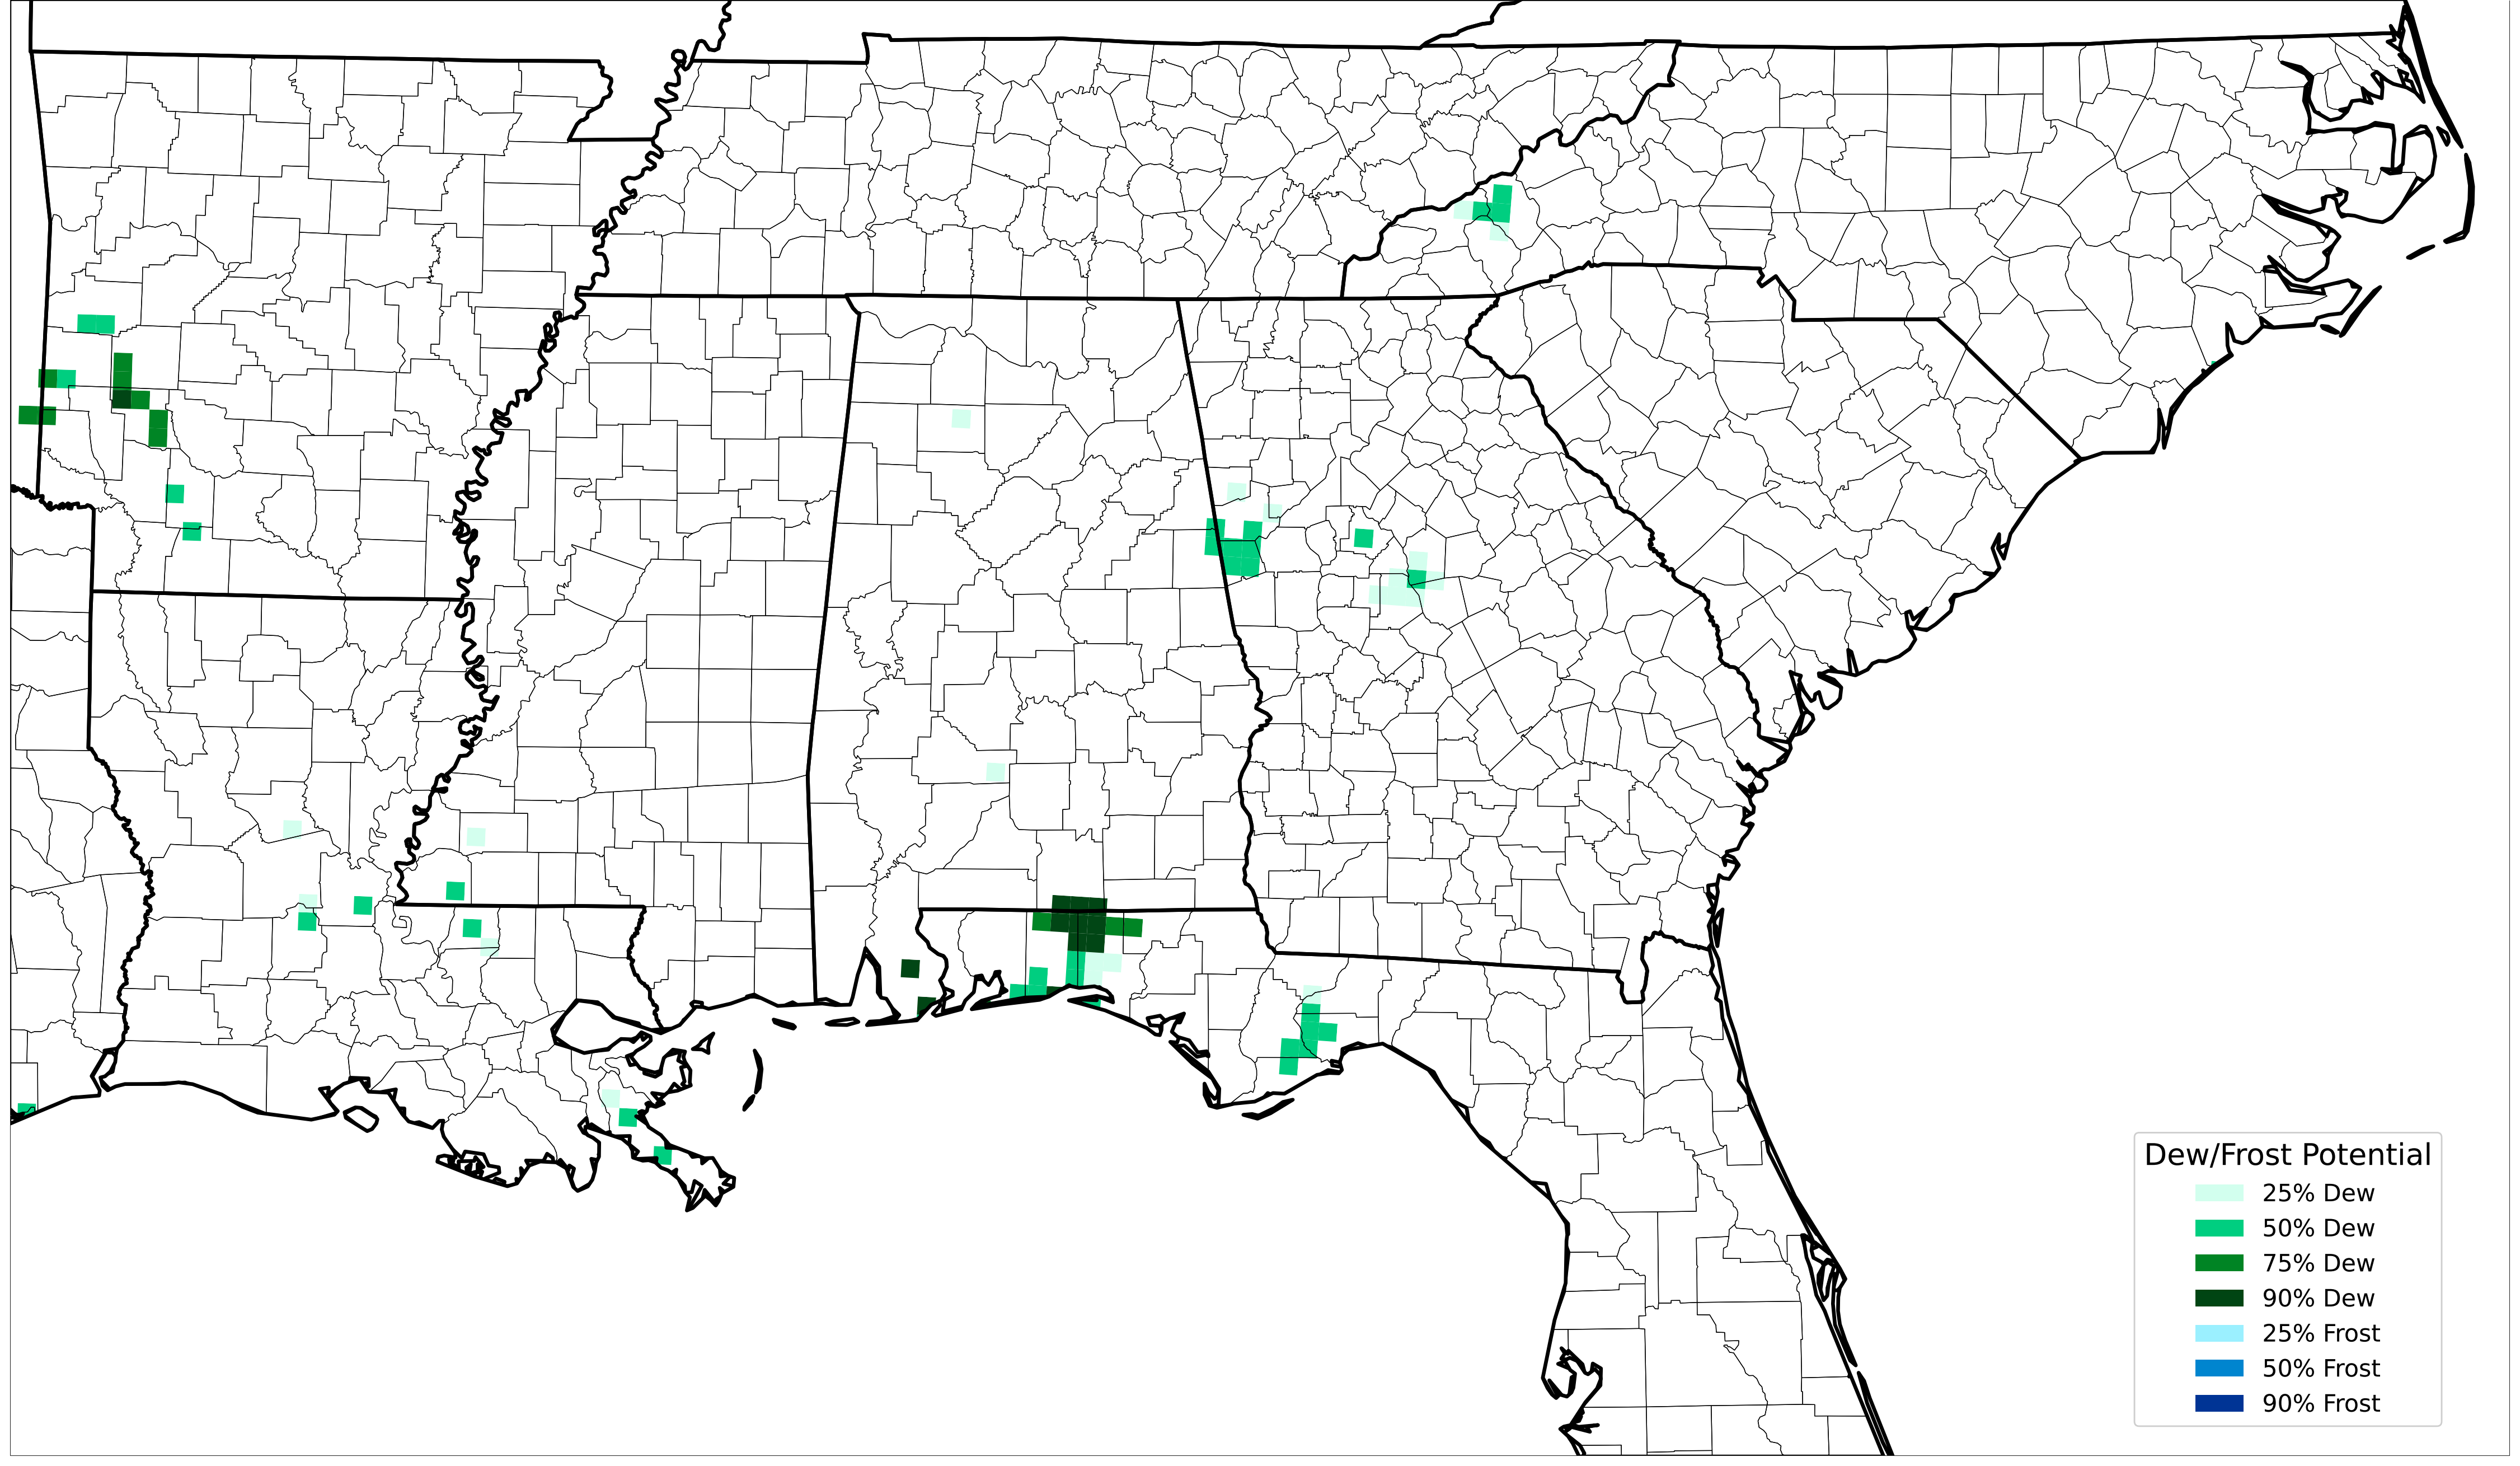 Dew/Frost Potential
25% Dew
50% Dew
75% Dew
90% Dew
25% Frost
50% Frost
90% Frost